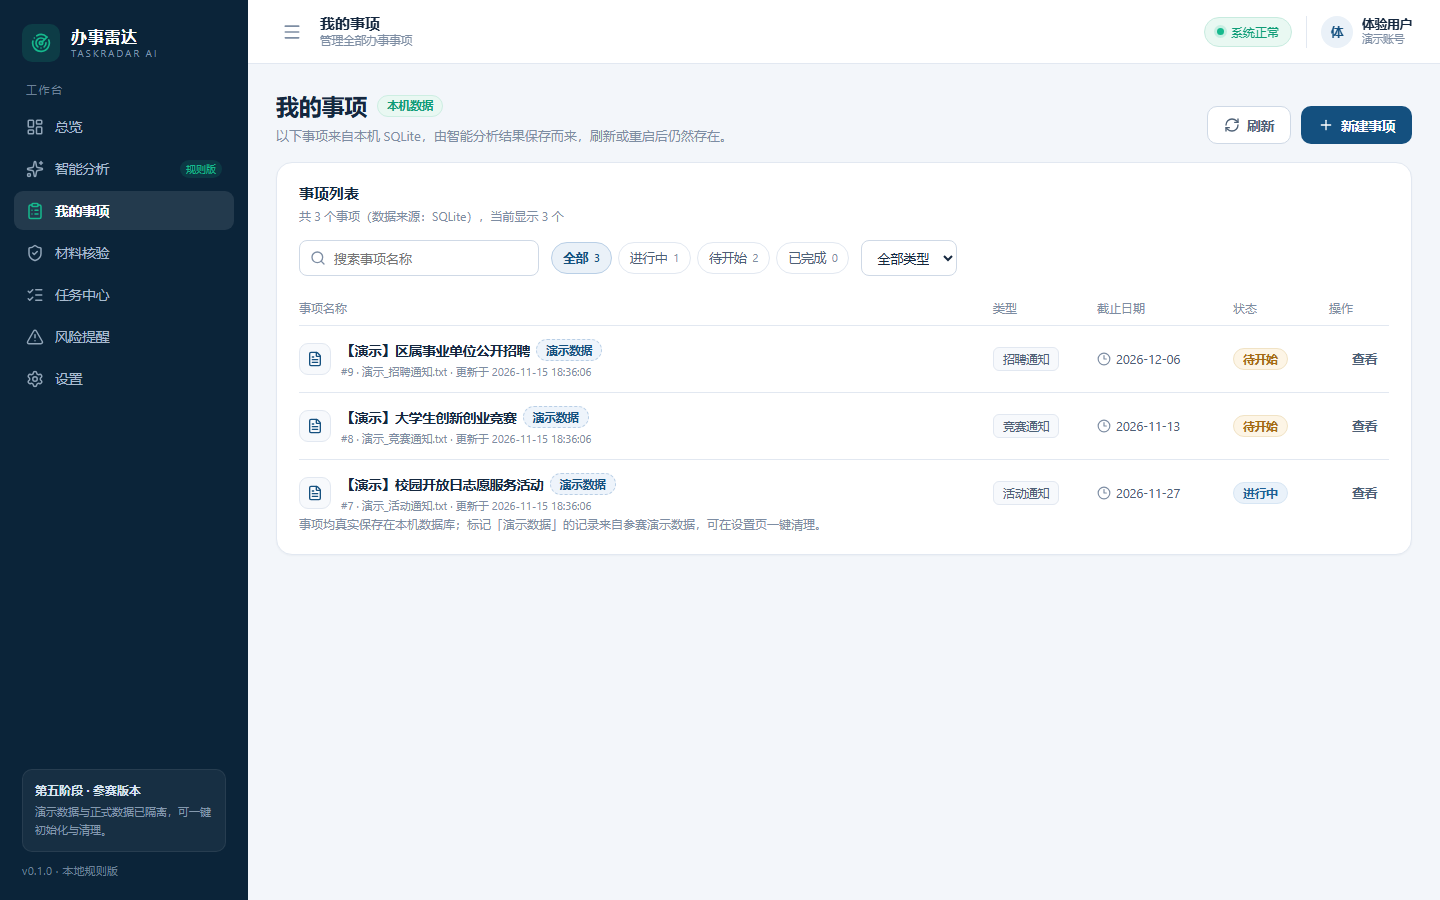 办事雷达
TASKRADAR AI
工作台
总览
智能分析 规则版
我的事项
材料核验
任务中心
风险提醒
设置
第五阶段 · 参赛版本
演示数据与正式数据已隔离，可一键
初始化与清理。
v0.1.0 · 本地规则版
我的事项
管理全部办事事项
系统正常
体
体验用户
演示账号
我的事项 本机数据
以下事项来自本机 SQLite，由智能分析结果保存而来，刷新或重启后仍然存在。
刷新
新建事项
事项列表
共 3 个事项（数据来源：SQLite），当前显示 3 个
搜索事项名称
全部 3
进行中 1
待开始 2
已完成 0
全部类型
事项名称 类型 截止日期 状态 操作
【演示】区属事业单位公开招聘 演示数据
#9 · 演示_招聘通知.txt · 更新于 2026-11-15 18:36:06
招聘通知 2026-12-06 待开始 查看
【演示】大学生创新创业竞赛 演示数据
#8 · 演示_竞赛通知.txt · 更新于 2026-11-15 18:36:06
竞赛通知 2026-11-13 待开始 查看
【演示】校园开放日志愿服务活动 演示数据
#7 · 演示_活动通知.txt · 更新于 2026-11-15 18:36:06
活动通知 2026-11-27 进行中 查看
事项均真实保存在本机数据库；标记「演示数据」的记录来自参赛演示数据，可在设置页一键清理。